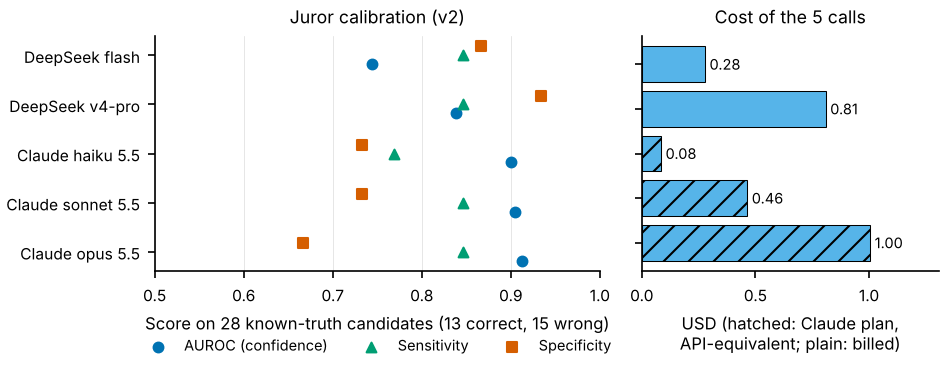 Juror calibration (v2)
DeepSeek flash
DeepSeek v4-pro
Claude haiku 5.5
Claude sonnet 5.5
Claude opus 5.5
0.5 0.6 0.7 0.8 0.9 1.0
Score on 28 known-truth candidates (13 correct, 15 wrong)
AUROC (confidence) Sensitivity Specificity
Cost of the 5 calls
0.28
0.81
0.08
0.46
1.00
0.0 0.5 1.0
USD (hatched: Claude plan,
API-equivalent; plain: billed)